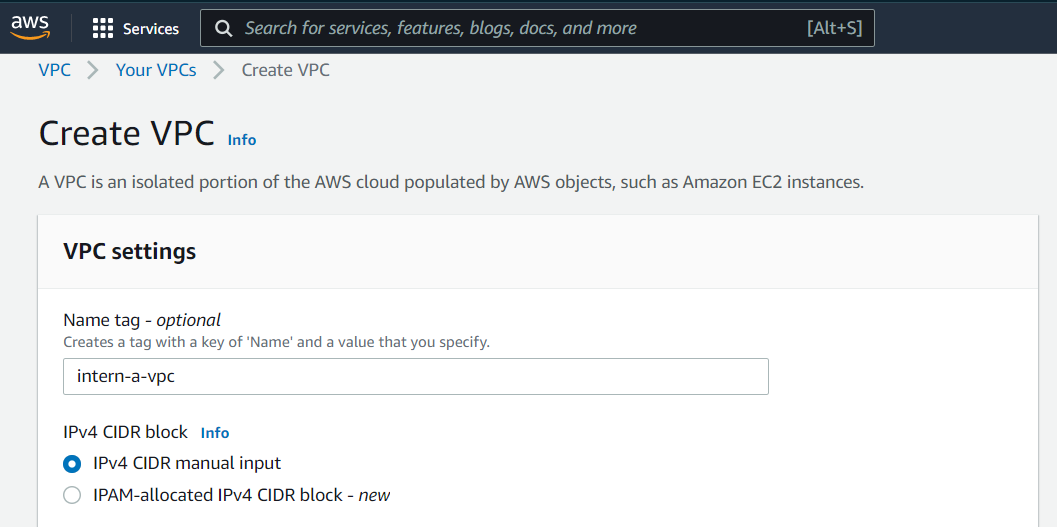 aws Services Search for services, features, blogs, docs, and more [Alt+S]
VPC > Your VPCs > Create VPC
Create VPC Info
A VPC is an isolated portion of the AWS cloud populated by AWS objects, such as Amazon EC2 instances.
VPC settings
Name tag - optional
Creates a tag with a key of 'Name' and a value that you specify.
intern-a-vpc
IPv4 CIDR block Info
IPv4 CIDR manual input
IPAM-allocated IPv4 CIDR block - new